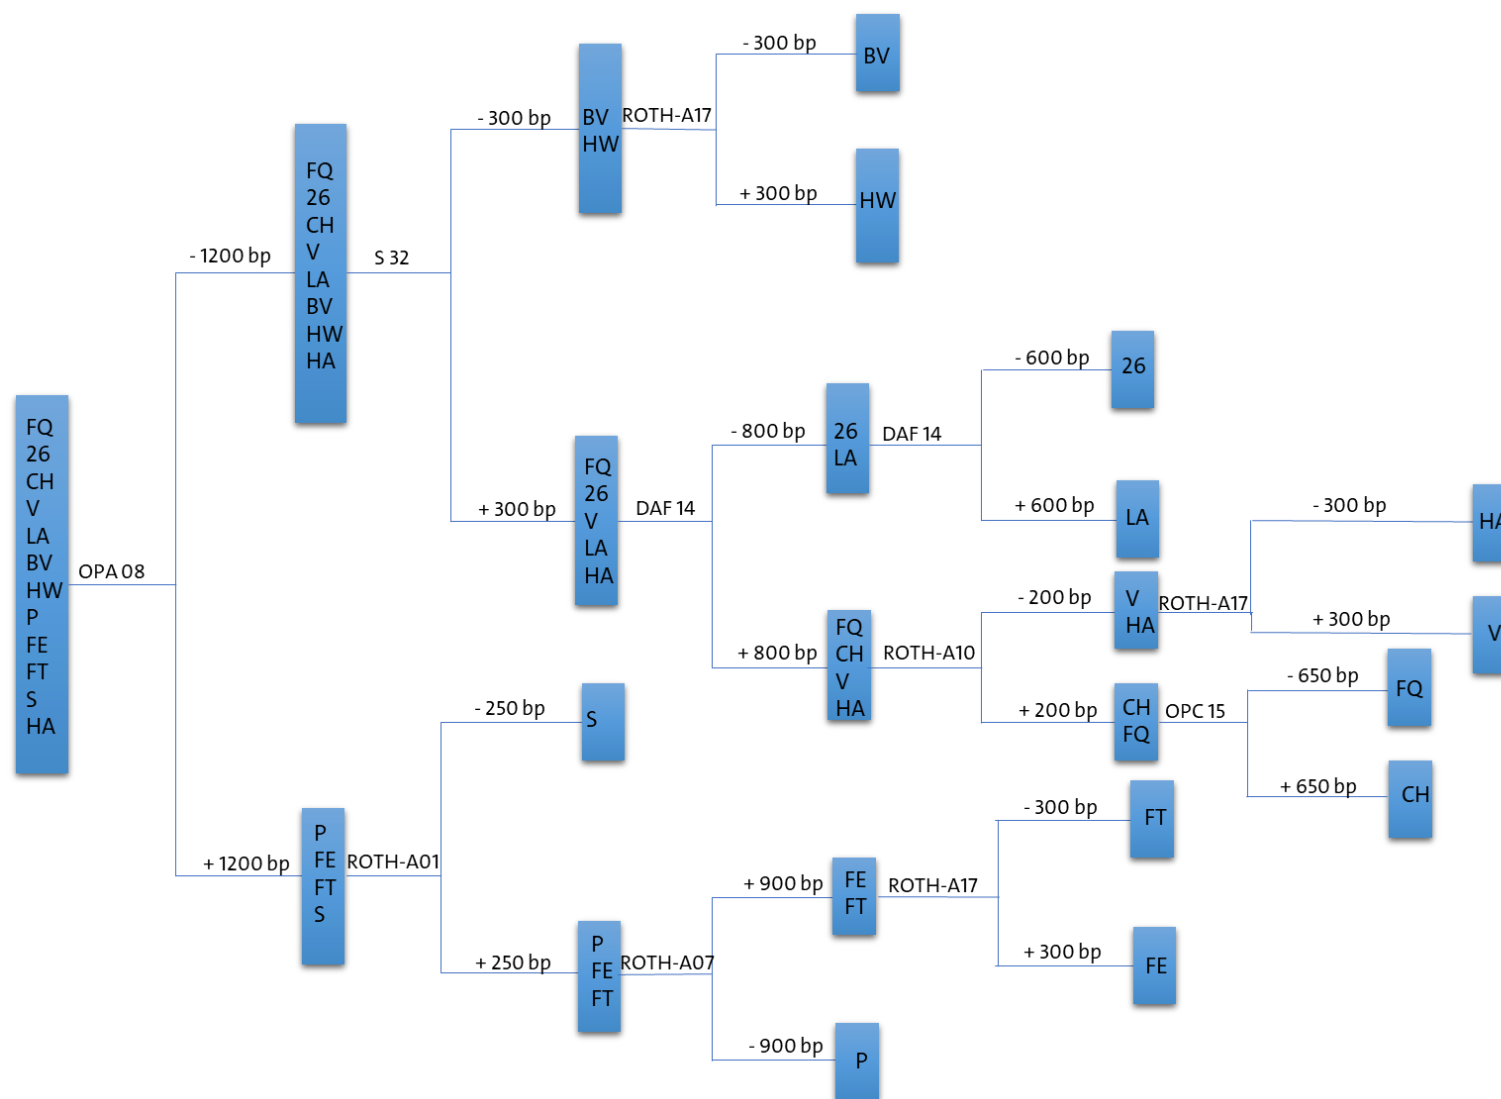 FQ
26
CH
V
LA
BV
HW
P
FE
FT
S
HA
OPA 08
- 1200 bp
FQ
26
CH
V
LA
BV
HW
HA
S 32
- 300 bp
BV
HW
ROTH-A17
- 300 bp
BV
+ 300 bp
HW
+ 300 bp
FQ
26
V
LA
HA
DAF 14
- 800 bp
26
LA
DAF 14
- 600 bp
26
+ 600 bp
LA
+ 800 bp
FQ
CH
V
HA
ROTH-A10
- 200 bp
V
HA
ROTH-A17
- 300 bp
HA
+ 300 bp
V
+ 200 bp
CH
FQ
OPC 15
- 650 bp
FQ
+ 650 bp
CH
+ 1200 bp
P
FE
FT
S
ROTH-A01
- 250 bp
S
+ 250 bp
P
FE
FT
ROTH-A07
+ 900 bp
FE
FT
ROTH-A17
- 300 bp
FT
+ 300 bp
FE
- 900 bp
P